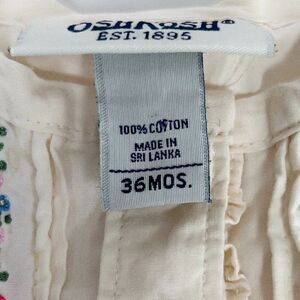 OSHKOSH®
EST. 1895
100% COTTON
MADE IN
SRI LANKA
36MOS.